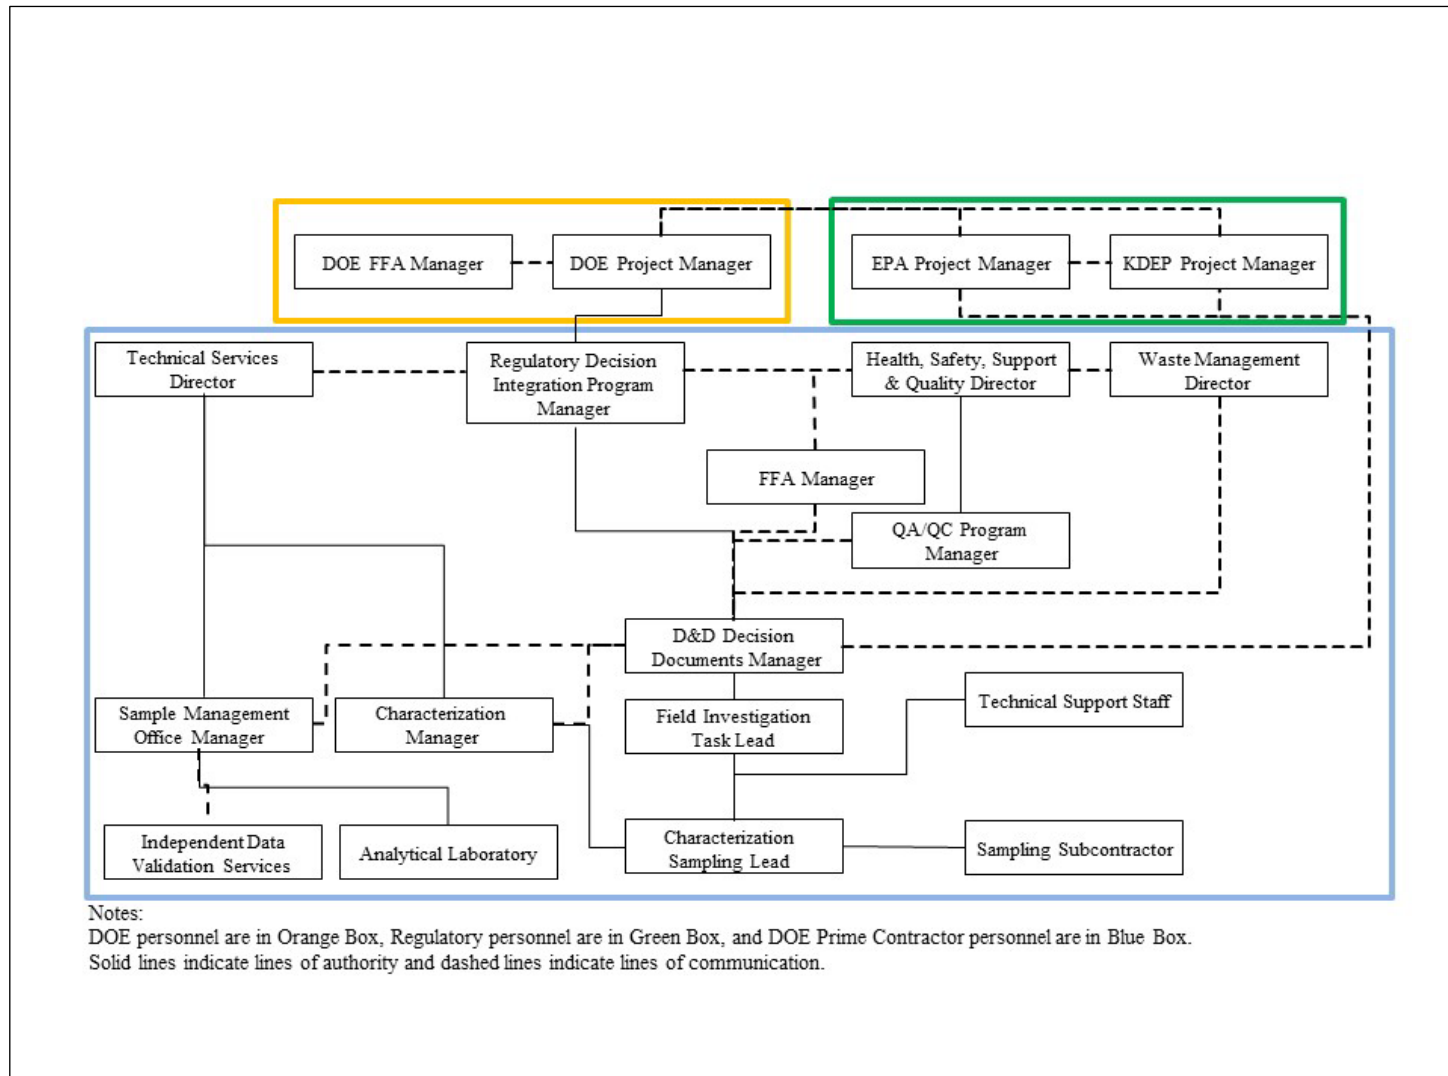 DOE FFA Manager
DOE Project Manager
EPA Project Manager
KDEP Project Manager
Technical Services
Director
Regulatory Decision
Integration Program
Manager
Health, Safety, Support
& Quality Director
Waste Management
Director
FFA Manager
QA/QC Program
Manager
D&D Decision
Documents Manager
Sample Management
Office Manager
Characterization
Manager
Field Investigation
Task Lead
Technical Support Staff
Independent Data
Validation Services
Analytical Laboratory
Characterization
Sampling Lead
Sampling Subcontractor
Notes:
DOE personnel are in Orange Box, Regulatory personnel are in Green Box, and DOE Prime Contractor personnel are in Blue Box.
Solid lines indicate lines of authority and dashed lines indicate lines of communication.